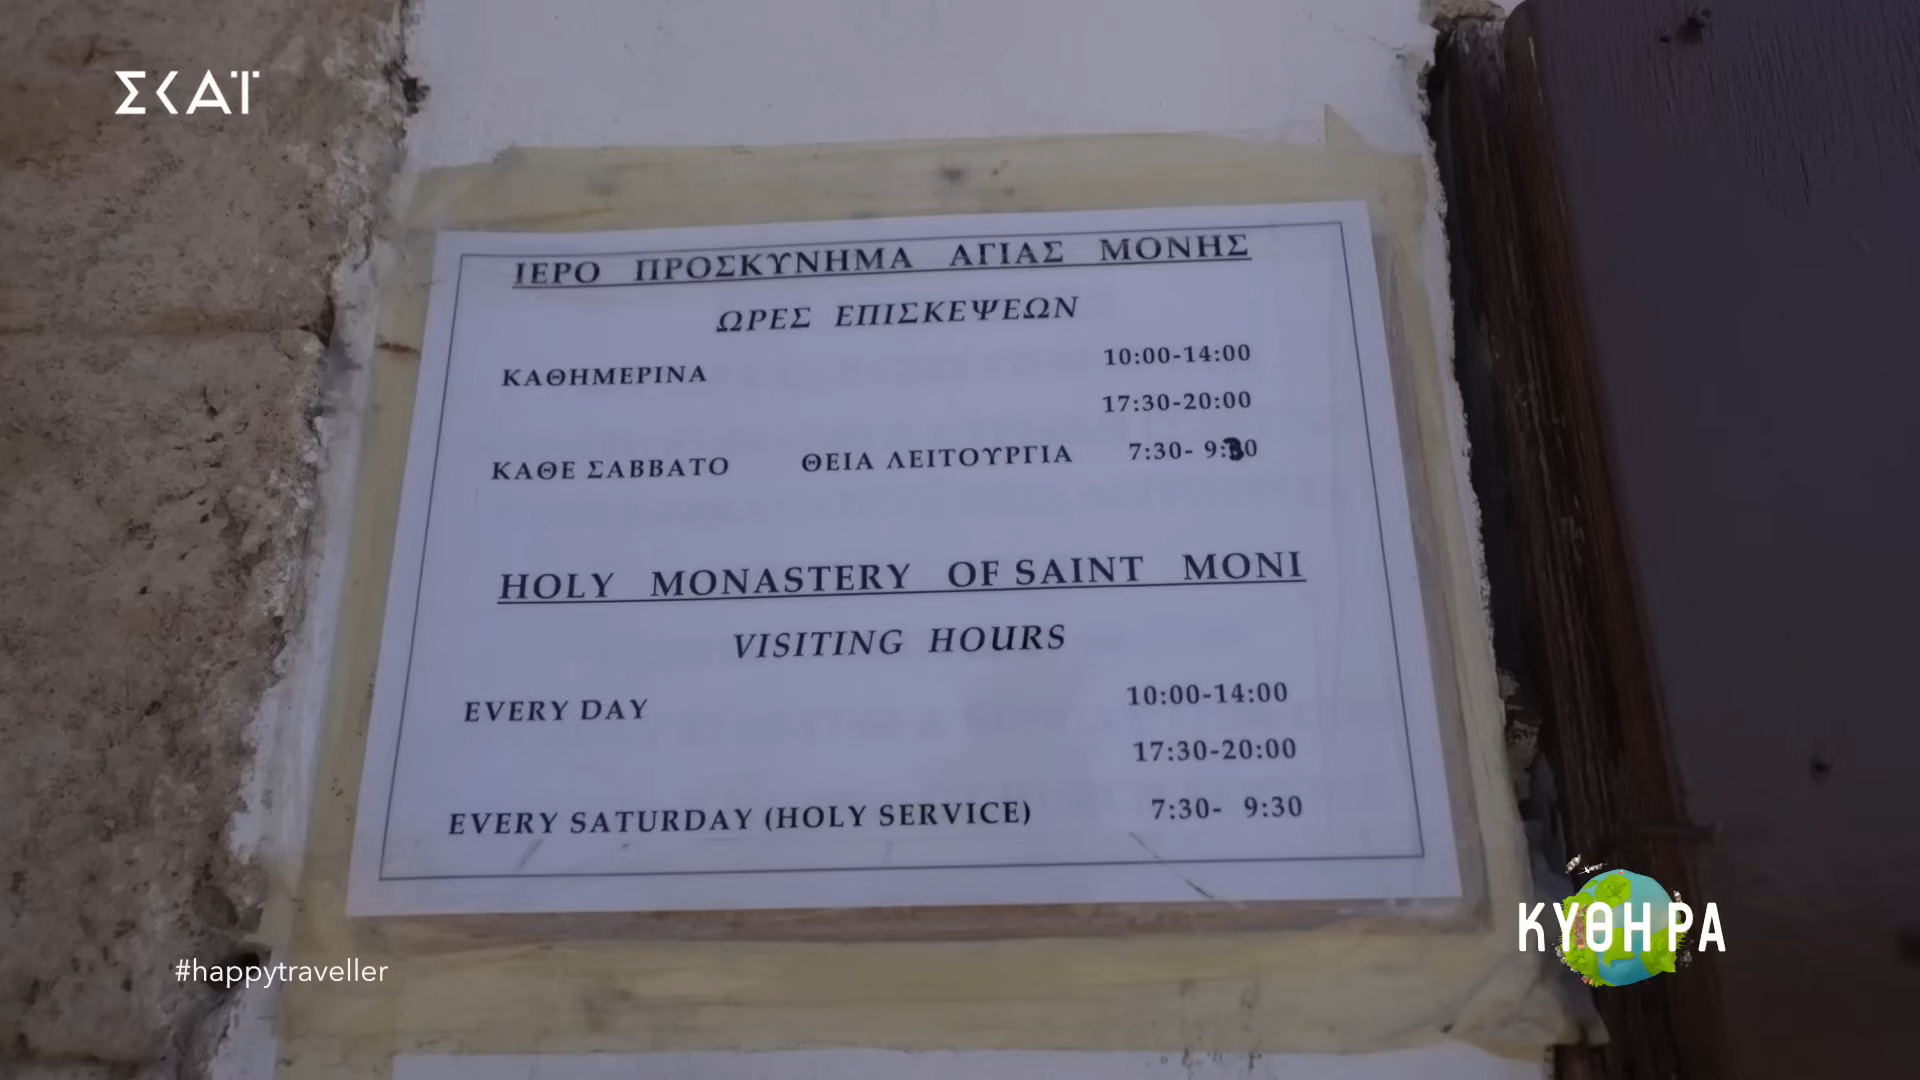 ΣΚΑΪ
ΙΕΡΟ ΠΡΟΣΚΥΝΗΜΑ ΑΓΙΑΣ ΜΟΝΗΣ
ΩΡΕΣ ΕΠΙΣΚΕΨΕΩΝ
ΚΑΘΗΜΕΡΙΝΑ 10:00-14:00
17:30-20:00
ΚΑΘΕ ΣΑΒΒΑΤΟ ΘΕΙΑ ΛΕΙΤΟΥΡΓΙΑ 7:30- 9:30
HOLY MONASTERY OF SAINT MONI
VISITING HOURS
EVERY DAY 10:00-14:00
17:30-20:00
EVERY SATURDAY (HOLY SERVICE) 7:30- 9:30
ΚΥΘΗΡΑ
#happytraveller